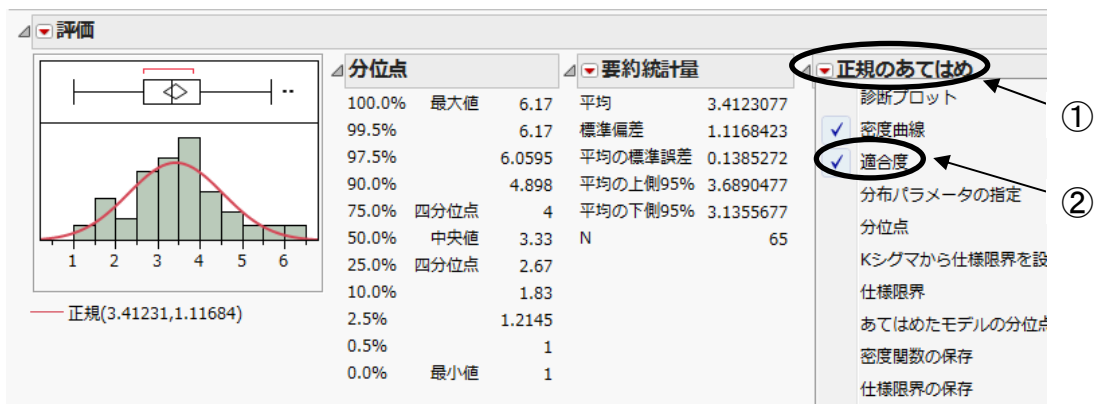 評価
1 2 3 4 5 6
正規(3.41231,1.11684)
分位点
100.0% 最大値 6.17
99.5% 6.17
97.5% 6.0595
90.0% 4.898
75.0% 四分位点 4
50.0% 中央値 3.33
25.0% 四分位点 2.67
10.0% 1.83
2.5% 1.2145
0.5% 1
0.0% 最小値 1
要約統計量
平均 3.4123077
標準偏差 1.1168423
平均の標準誤差 0.1385272
平均の上側95% 3.6890477
平均の下側95% 3.1355677
N 65
正規のあてはめ
診断プロット
密度曲線
適合度
分布パラメータの指定
分位点
Kシグマから仕様限界を設
仕様限界
あてはめたモデルの分位点
密度関数の保存
仕様限界の保存
①
②